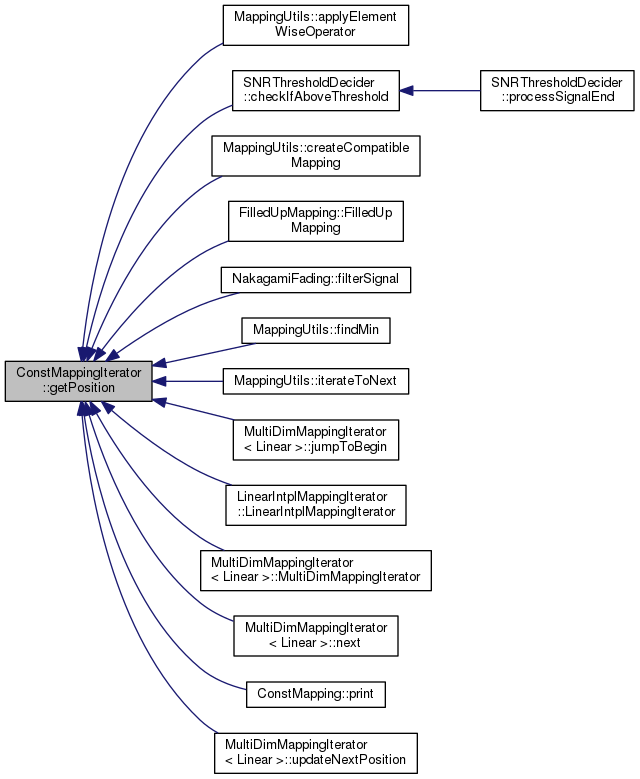 MappingUtils::applyElement
WiseOperator
SNRThresholdDecider
::checkIfAboveThreshold
SNRThresholdDecider
::processSignalEnd
MappingUtils::createCompatible
Mapping
FilledUpMapping::FilledUp
Mapping
NakagamiFading::filterSignal
MappingUtils::findMin
ConstMappingIterator
::getPosition
MappingUtils::iterateToNext
MultiDimMappingIterator
< Linear >::jumpToBegin
LinearIntplMappingIterator
::LinearIntplMappingIterator
MultiDimMappingIterator
< Linear >::MultiDimMappingIterator
MultiDimMappingIterator
< Linear >::next
ConstMapping::print
MultiDimMappingIterator
< Linear >::updateNextPosition